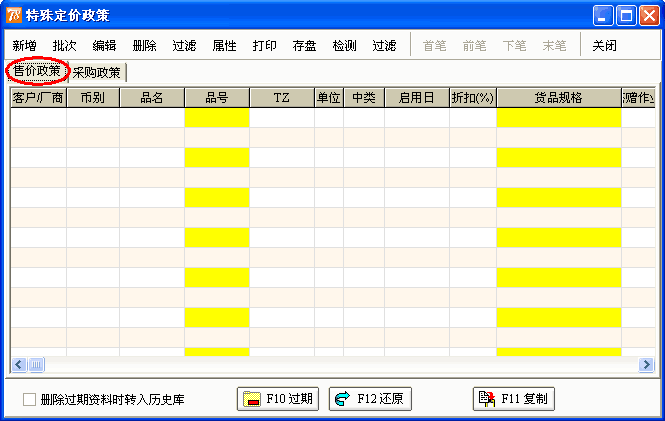 特殊定价政策
新增 批次 编辑 删除 过滤 属性 打印 存盘 检测 过滤 首笔 前笔 下笔 末笔 关闭
售价政策 采购政策
客户/厂商 币别 品名 品号 TZ 单位 中类 启用日 折扣(%) 货品规格
删除过期资料时转入历史库 F10 过期 F12 还原 F11 复制